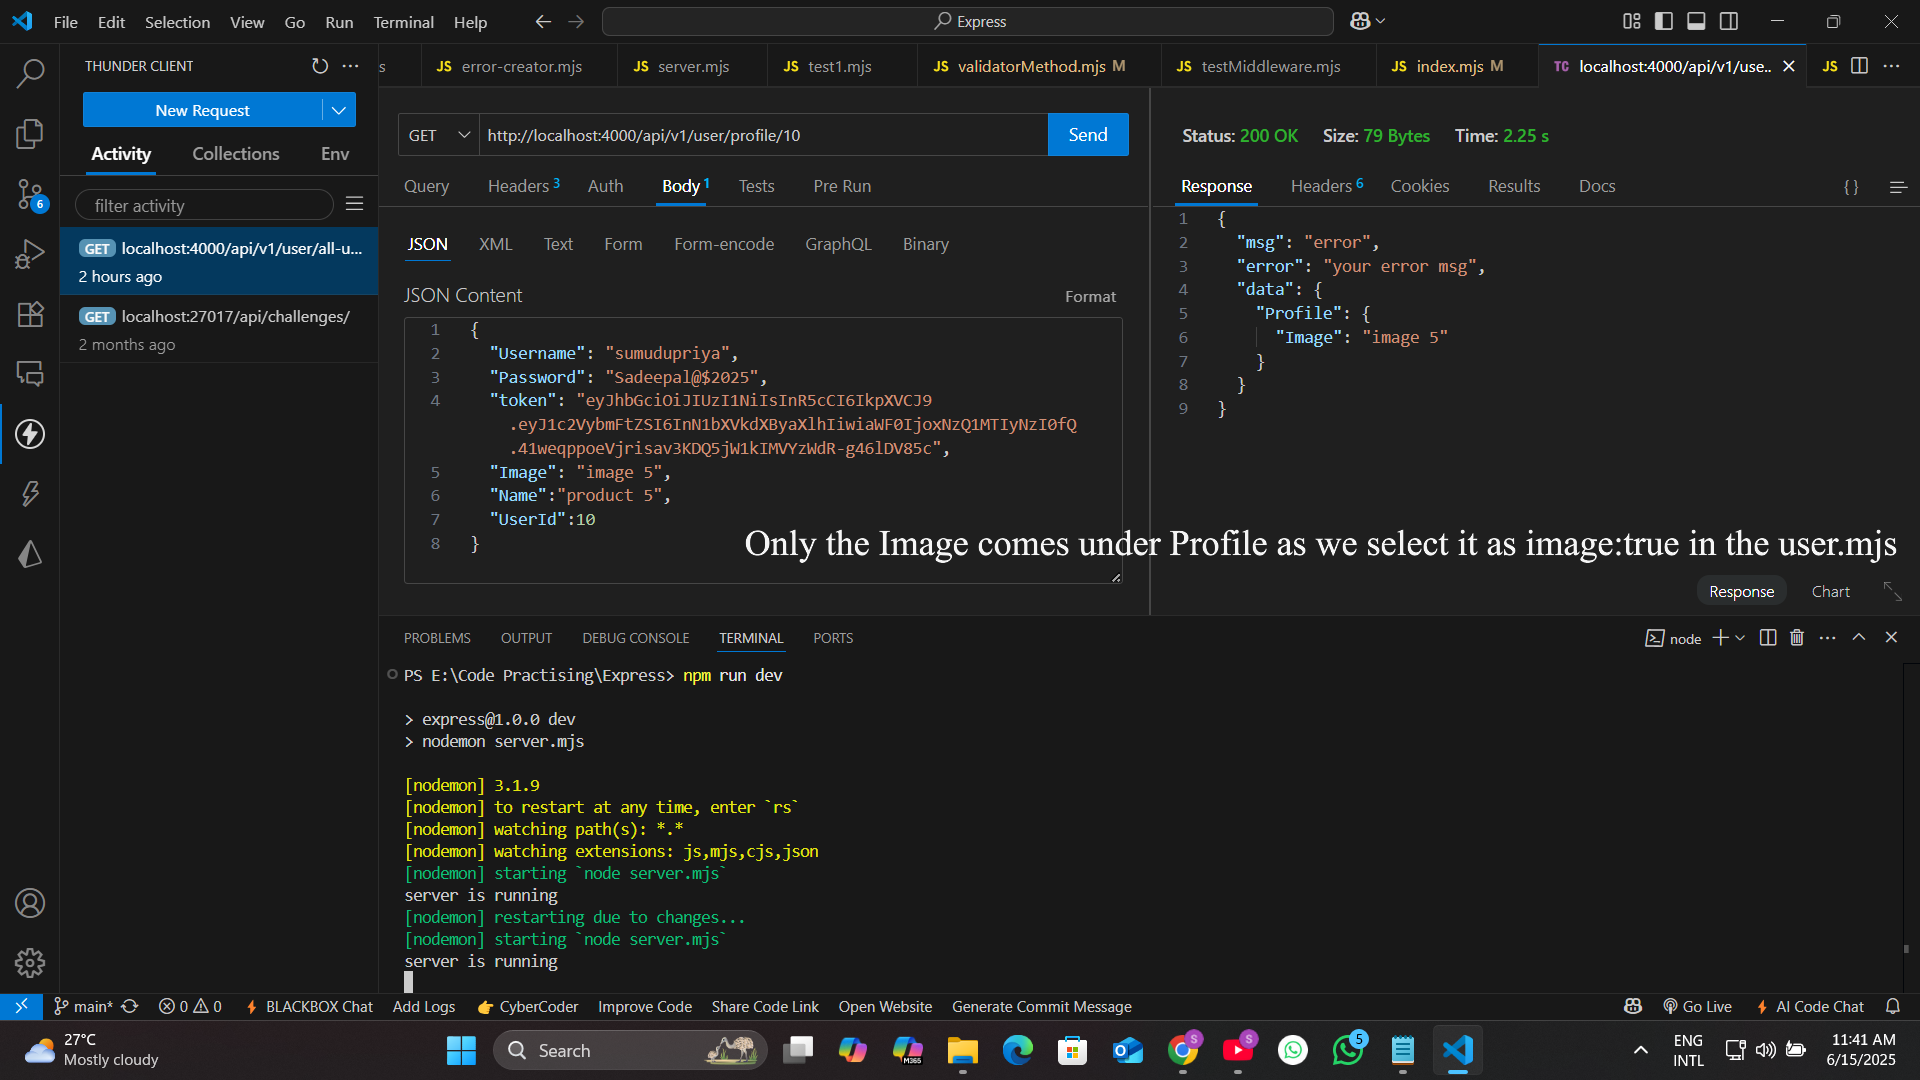 File Edit Selection View Go Run Terminal Help
Express
THUNDER CLIENT
s
JS error-creator.mjs
JS server.mjs
JS test1.mjs
JS validatorMethod.mjs M
JS testMiddleware.mjs
JS index.mjs M
TC localhost:4000/api/v1/use..
JS
New Request
Activity Collections Env
filter activity
GET localhost:4000/api/v1/user/all-u...
2 hours ago
GET localhost:27017/api/challenges/
2 months ago
6
GET http://localhost:4000/api/v1/user/profile/10 Send
Query Headers 3 Auth Body 1 Tests Pre Run
JSON XML Text Form Form-encode GraphQL Binary
JSON Content Format
1 {
2 "Username": "sumudupriya",
3 "Password": "Sadeepal@$2025",
4 "token": "eyJhbGciOiJIUzI1NiIsInR5cCI6IkpXVCJ9
.eyJ1c2VybmFtZSI6InN1bXVkdXByaXlhIiwiaWF0IjoxNzQ1MTIyNzI0fQ
.41weqppoeVjrisav3KDQ5jW1kIMVYzWdR-g46lDV85c",
5 "Image": "image 5",
6 "Name":"product 5",
7 "UserId":10
8 }
Status: 200 OK Size: 79 Bytes Time: 2.25 s
Response Headers 6 Cookies Results Docs { }
1 {
2 "msg": "error",
3 "error": "your error msg",
4 "data": {
5 "Profile": {
6 "Image": "image 5"
7 }
8 }
9 }
Only the Image comes under Profile as we select it as image:true in the user.mjs
Response Chart
PROBLEMS OUTPUT DEBUG CONSOLE TERMINAL PORTS
node
PS E:\Code Practising\Express> npm run dev
> express@1.0.0 dev
> nodemon server.mjs
[nodemon] 3.1.9
[nodemon] to restart at any time, enter `rs`
[nodemon] watching path(s): *.*
[nodemon] watching extensions: js,mjs,cjs,json
[nodemon] starting `node server.mjs`
server is running
[nodemon] restarting due to changes...
[nodemon] starting `node server.mjs`
server is running
main* 0 0 BLACKBOX Chat Add Logs CyberCoder Improve Code Share Code Link Open Website Generate Commit Message
Go Live AI Code Chat
27°C
Mostly cloudy
Search
M365
S
S
5
ENG
INTL
11:41 AM
6/15/2025